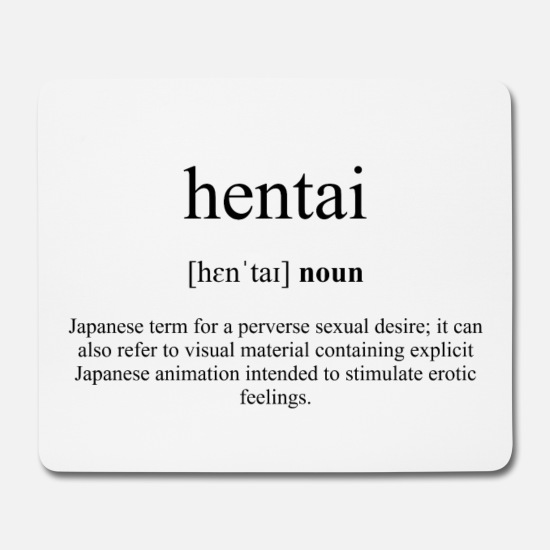 hentai
[hɛnˈtaɪ] noun
Japanese term for a perverse sexual desire; it can
also refer to visual material containing explicit
Japanese animation intended to stimulate erotic
feelings.